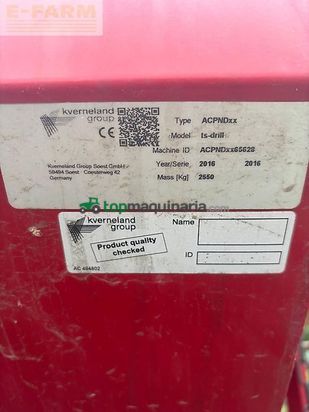 E-FARM
kverneland
group
CE
Type ACPNDxx
Model ts-drill
Machine ID ACPNDxx65628
Year/Serie 2016 2016
Mass [Kg] 2550
Kverneland Group Soest GmbH
59494 Soest Coesterweg 42
Germany
topmaquinaria.com
kverneland
group
Name
Product quality
checked
ID
AC 494802